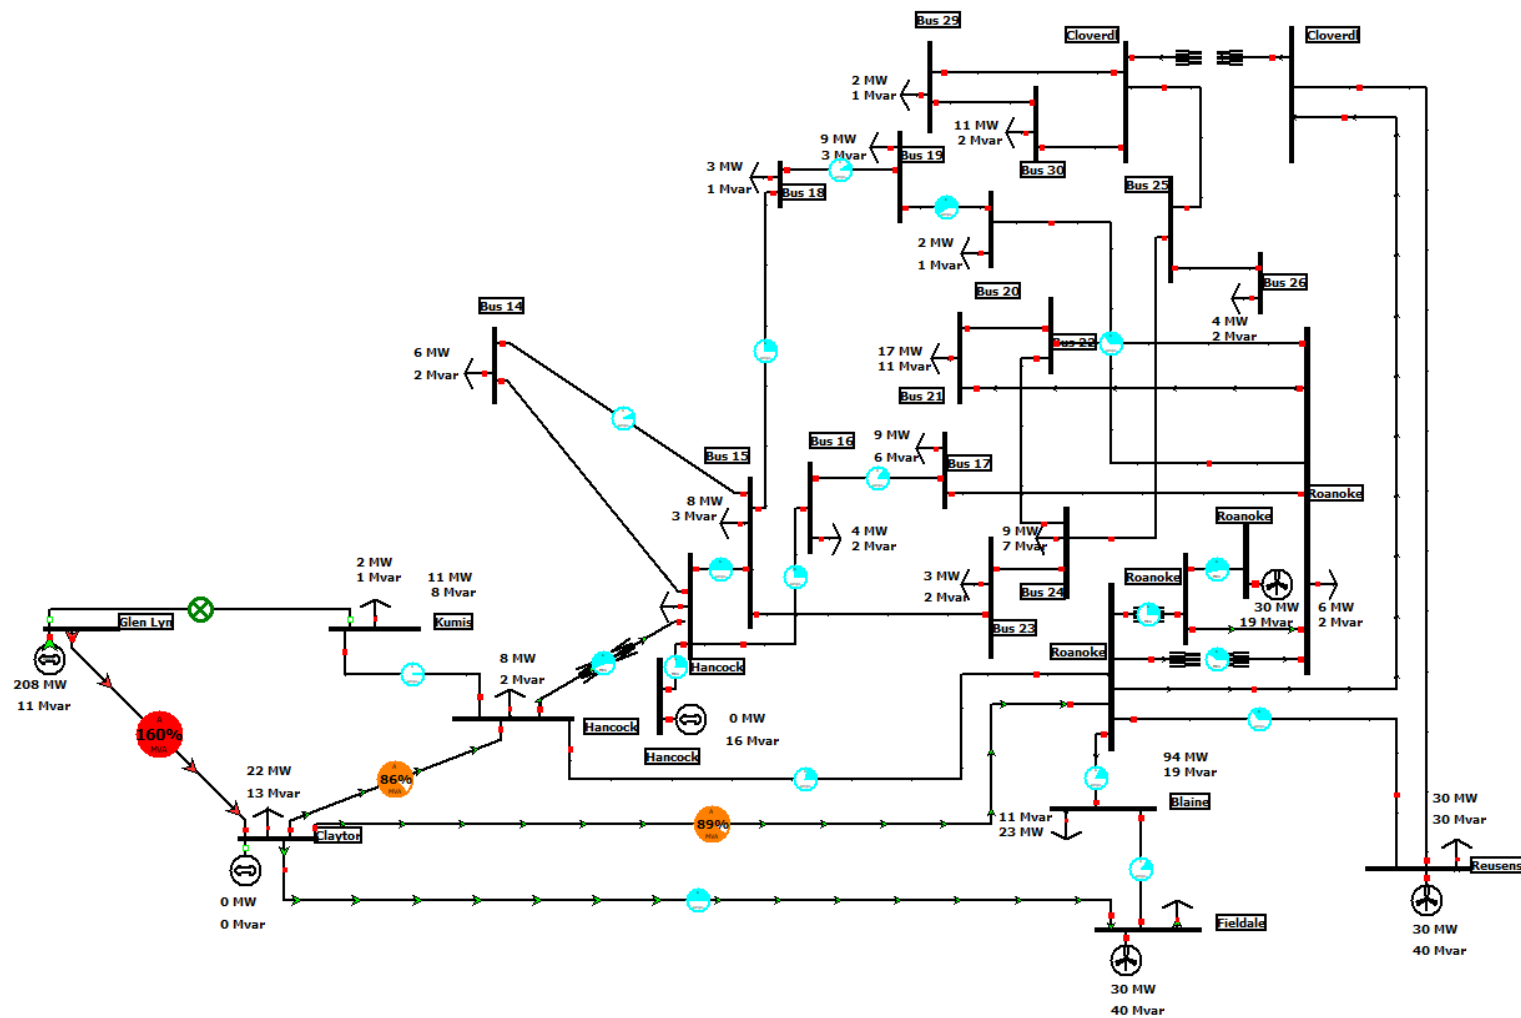 Bus 29
Cloverdl
Cloverdl
2 MW
1 Mvar
11 MW
2 Mvar
9 MW
3 Mvar
Bus 19
Bus 30
3 MW
1 Mvar
Bus 18
Bus 25
2 MW
1 Mvar
Bus 26
Bus 20
Bus 14
4 MW
2 Mvar
Bus 22
6 MW
2 Mvar
17 MW
11 Mvar
Bus 21
Bus 15
Bus 16
9 MW
6 Mvar
Bus 17
8 MW
3 Mvar
4 MW
2 Mvar
9 MW
7 Mvar
Roanoke
Roanoke
2 MW
1 Mvar
11 MW
8 Mvar
3 MW
2 Mvar
Bus 24
Roanoke
30 MW
19 Mvar
6 MW
2 Mvar
Glen Lyn
Kumis
Bus 23
Roanoke
208 MW
11 Mvar
8 MW
2 Mvar
Hancock
Hancock
0 MW
16 Mvar
Hancock
A
160%
MVA
22 MW
13 Mvar
A
86%
MVA
94 MW
19 Mvar
Blaine
11 Mvar
23 MW
30 MW
30 Mvar
Claytor
A
89%
MVA
Reusens
0 MW
0 Mvar
Fieldale
30 MW
40 Mvar
30 MW
40 Mvar